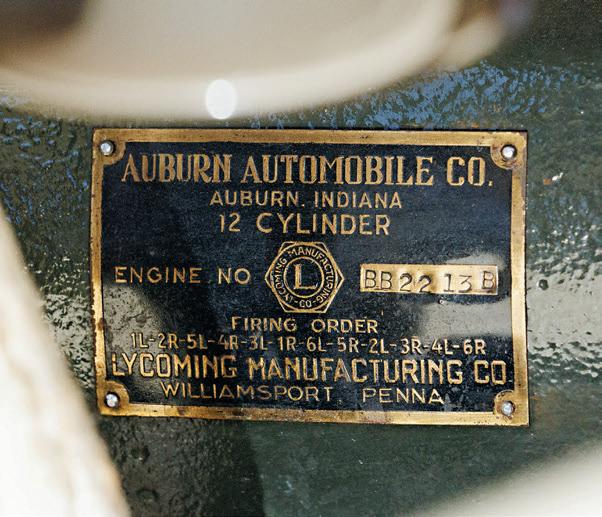 AUBURN AUTOMOBILE CO.
AUBURN. INDIANA
12 CYLINDER
ENGINE NO LYCOMING MANUFACTURING-CO- L BB 22 13 B
FIRING ORDER
1L-2R-5L-4R-3L-1R-6L-5R-2L-3R-4L-6R
LYCOMING MANUFACTURING CO
WILLIAMSPORT PENNA